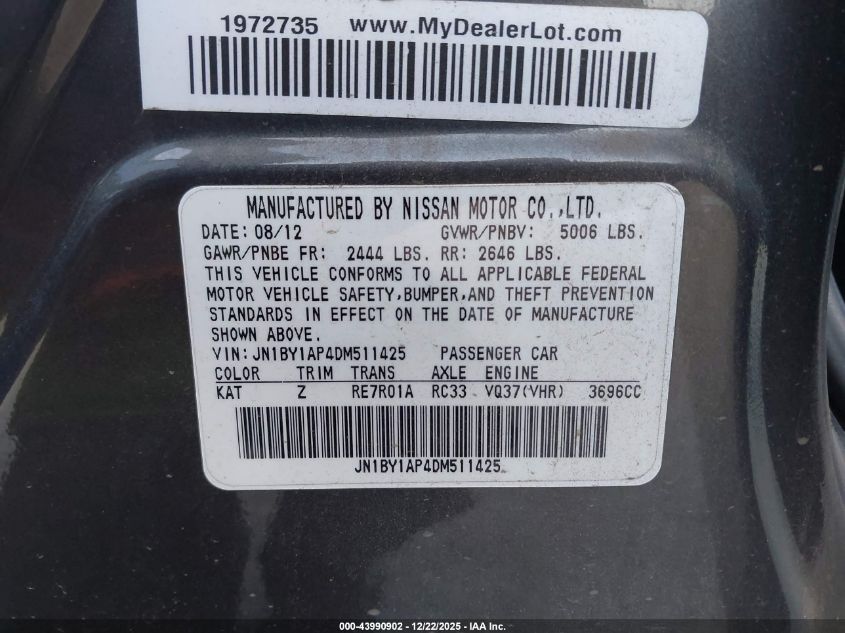 1972735 www.MyDealerLot.com
MANUFACTURED BY NISSAN MOTOR CO.,LTD.
DATE: 08/12 GVWR/PNBV: 5006 LBS.
GAWR/PNBE FR: 2444 LBS. RR: 2646 LBS.
THIS VEHICLE CONFORMS TO ALL APPLICABLE FEDERAL
MOTOR VEHICLE SAFETY,BUMPER,AND THEFT PREVENTION
STANDARDS IN EFFECT ON THE DATE OF MANUFACTURE
SHOWN ABOVE.
VIN:JN1BY1AP4DM511425 PASSENGER CAR
COLOR TRIM TRANS AXLE ENGINE
KAT Z RE7R01A RC33 VQ37(VHR) 3696CC
JN1BY1AP4DM511425
000-43990902 - 12/22/2025 - IAA Inc.